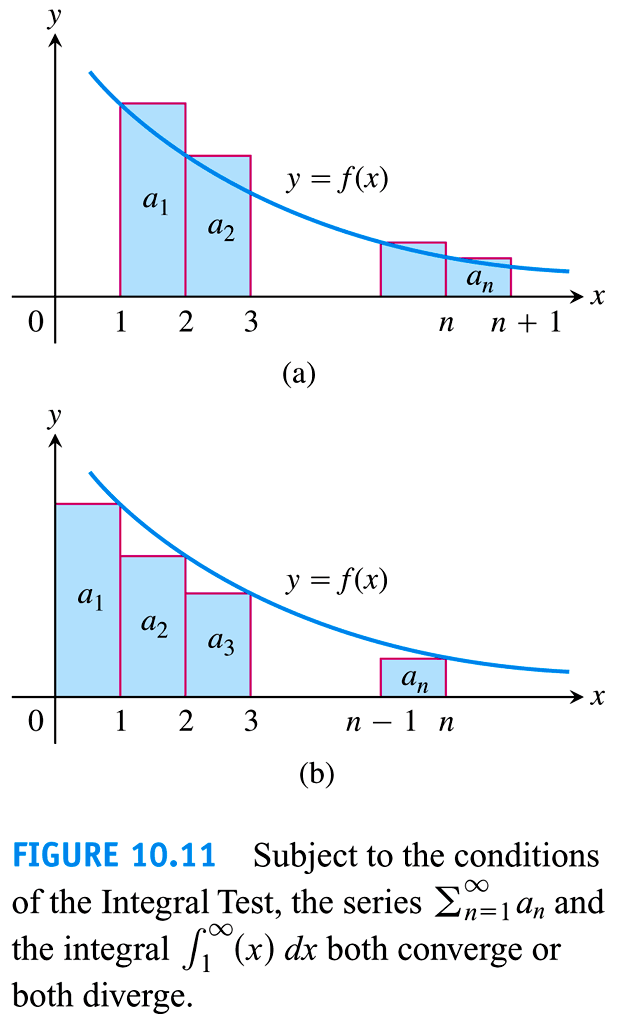 y
y = f(x)
a₁
a₂
aₙ
x
0 1 2 3 n n + 1
(a)
y
y = f(x)
a₁
a₂
a₃
aₙ
x
0 1 2 3 n − 1 n
(b)
FIGURE 10.11 Subject to the conditions
of the Integral Test, the series ∑ₙ₌₁^∞ aₙ and
the integral ∫₁^∞(x) dx both converge or
both diverge.